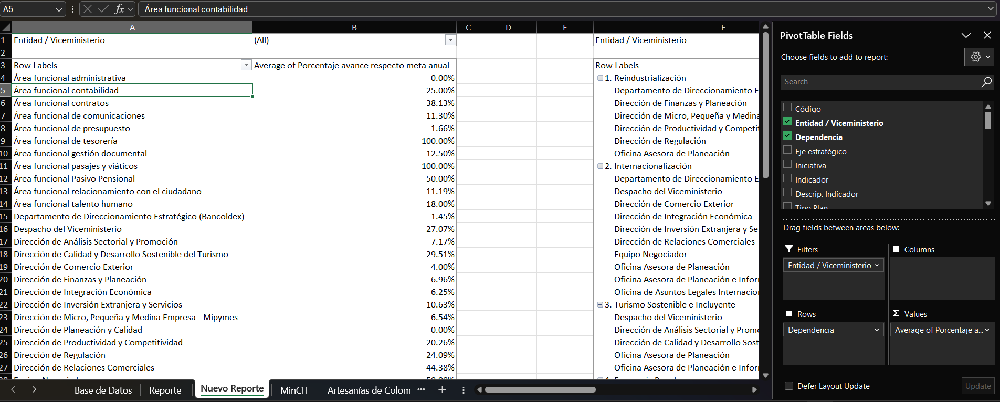 A5
fx
Área funcional contabilidad
A B C D E F
1 Entidad / Viceministerio (All) Entidad / Viceministerio
2
3 Row Labels Average of Porcentaje avance respecto meta anual Row Labels
4 Área funcional administrativa 0.00% 1. Reindustrialización
5 Área funcional contabilidad 25.00% Departamento de Direccionamiento E
6 Área funcional contratos 38.13% Dirección de Finanzas y Planeación
7 Área funcional de comunicaciones 11.30% Dirección de Micro, Pequeña y Medina
8 Área funcional de presupuesto 1.66% Dirección de Productividad y Competit
9 Área funcional de tesorería 100.00% Dirección de Regulación
10 Área funcional gestión documental 12.50% Oficina Asesora de Planeación
11 Área funcional pasajes y viáticos 100.00% 2. Internacionalización
12 Área funcional Pasivo Pensional 50.00% Departamento de Direccionamiento E
13 Área funcional relacionamiento con el ciudadano 11.19% Despacho del Viceministerio
14 Área funcional talento humano 18.00% Dirección de Comercio Exterior
15 Departamento de Direccionamiento Estratégico (Bancoldex) 1.45% Dirección de Integración Económica
16 Despacho del Viceministerio 27.07% Dirección de Inversión Extranjera y Se
17 Dirección de Análisis Sectorial y Promoción 7.17% Dirección de Relaciones Comerciales
18 Dirección de Calidad y Desarrollo Sostenible del Turismo 29.51% Equipo Negociador
19 Dirección de Comercio Exterior 4.00% Oficina Asesora de Planeación
20 Dirección de Finanzas y Planeación 6.96% Oficina Asesora de Planeación e Infor
21 Dirección de Integración Económica 6.25% Oficina de Asuntos Legales Internacio
22 Dirección de Inversión Extranjera y Servicios 10.63% 3. Turismo Sostenible e Incluyente
23 Dirección de Micro, Pequeña y Medina Empresa - Mipymes 6.54% Despacho del Viceministerio
24 Dirección de Planeación y Calidad 0.00% Dirección de Análisis Sectorial y Promo
25 Dirección de Productividad y Competitividad 20.26% Dirección de Calidad y Desarrollo Sost
26 Dirección de Regulación 24.09% Oficina Asesora de Planeación
27 Dirección de Relaciones Comerciales 44.38% Oficina Asesora de Planeación e Infor
28 Equipo Negociador 50.00% 4. Economía Popular
Base de Datos Reporte Nuevo Reporte MinCIT Artesanías de Colom ...
PivotTable Fields
Choose fields to add to report:
Search
Código
Entidad / Viceministerio
Dependencia
Eje estratégico
Iniciativa
Indicador
Descrip. Indicador
Tipo Plan
Drag fields between areas below:
Filters
Entidad / Viceministerio
Columns
Rows
Dependencia
Σ Values
Average of Porcentaje a...
Defer Layout Update
Update